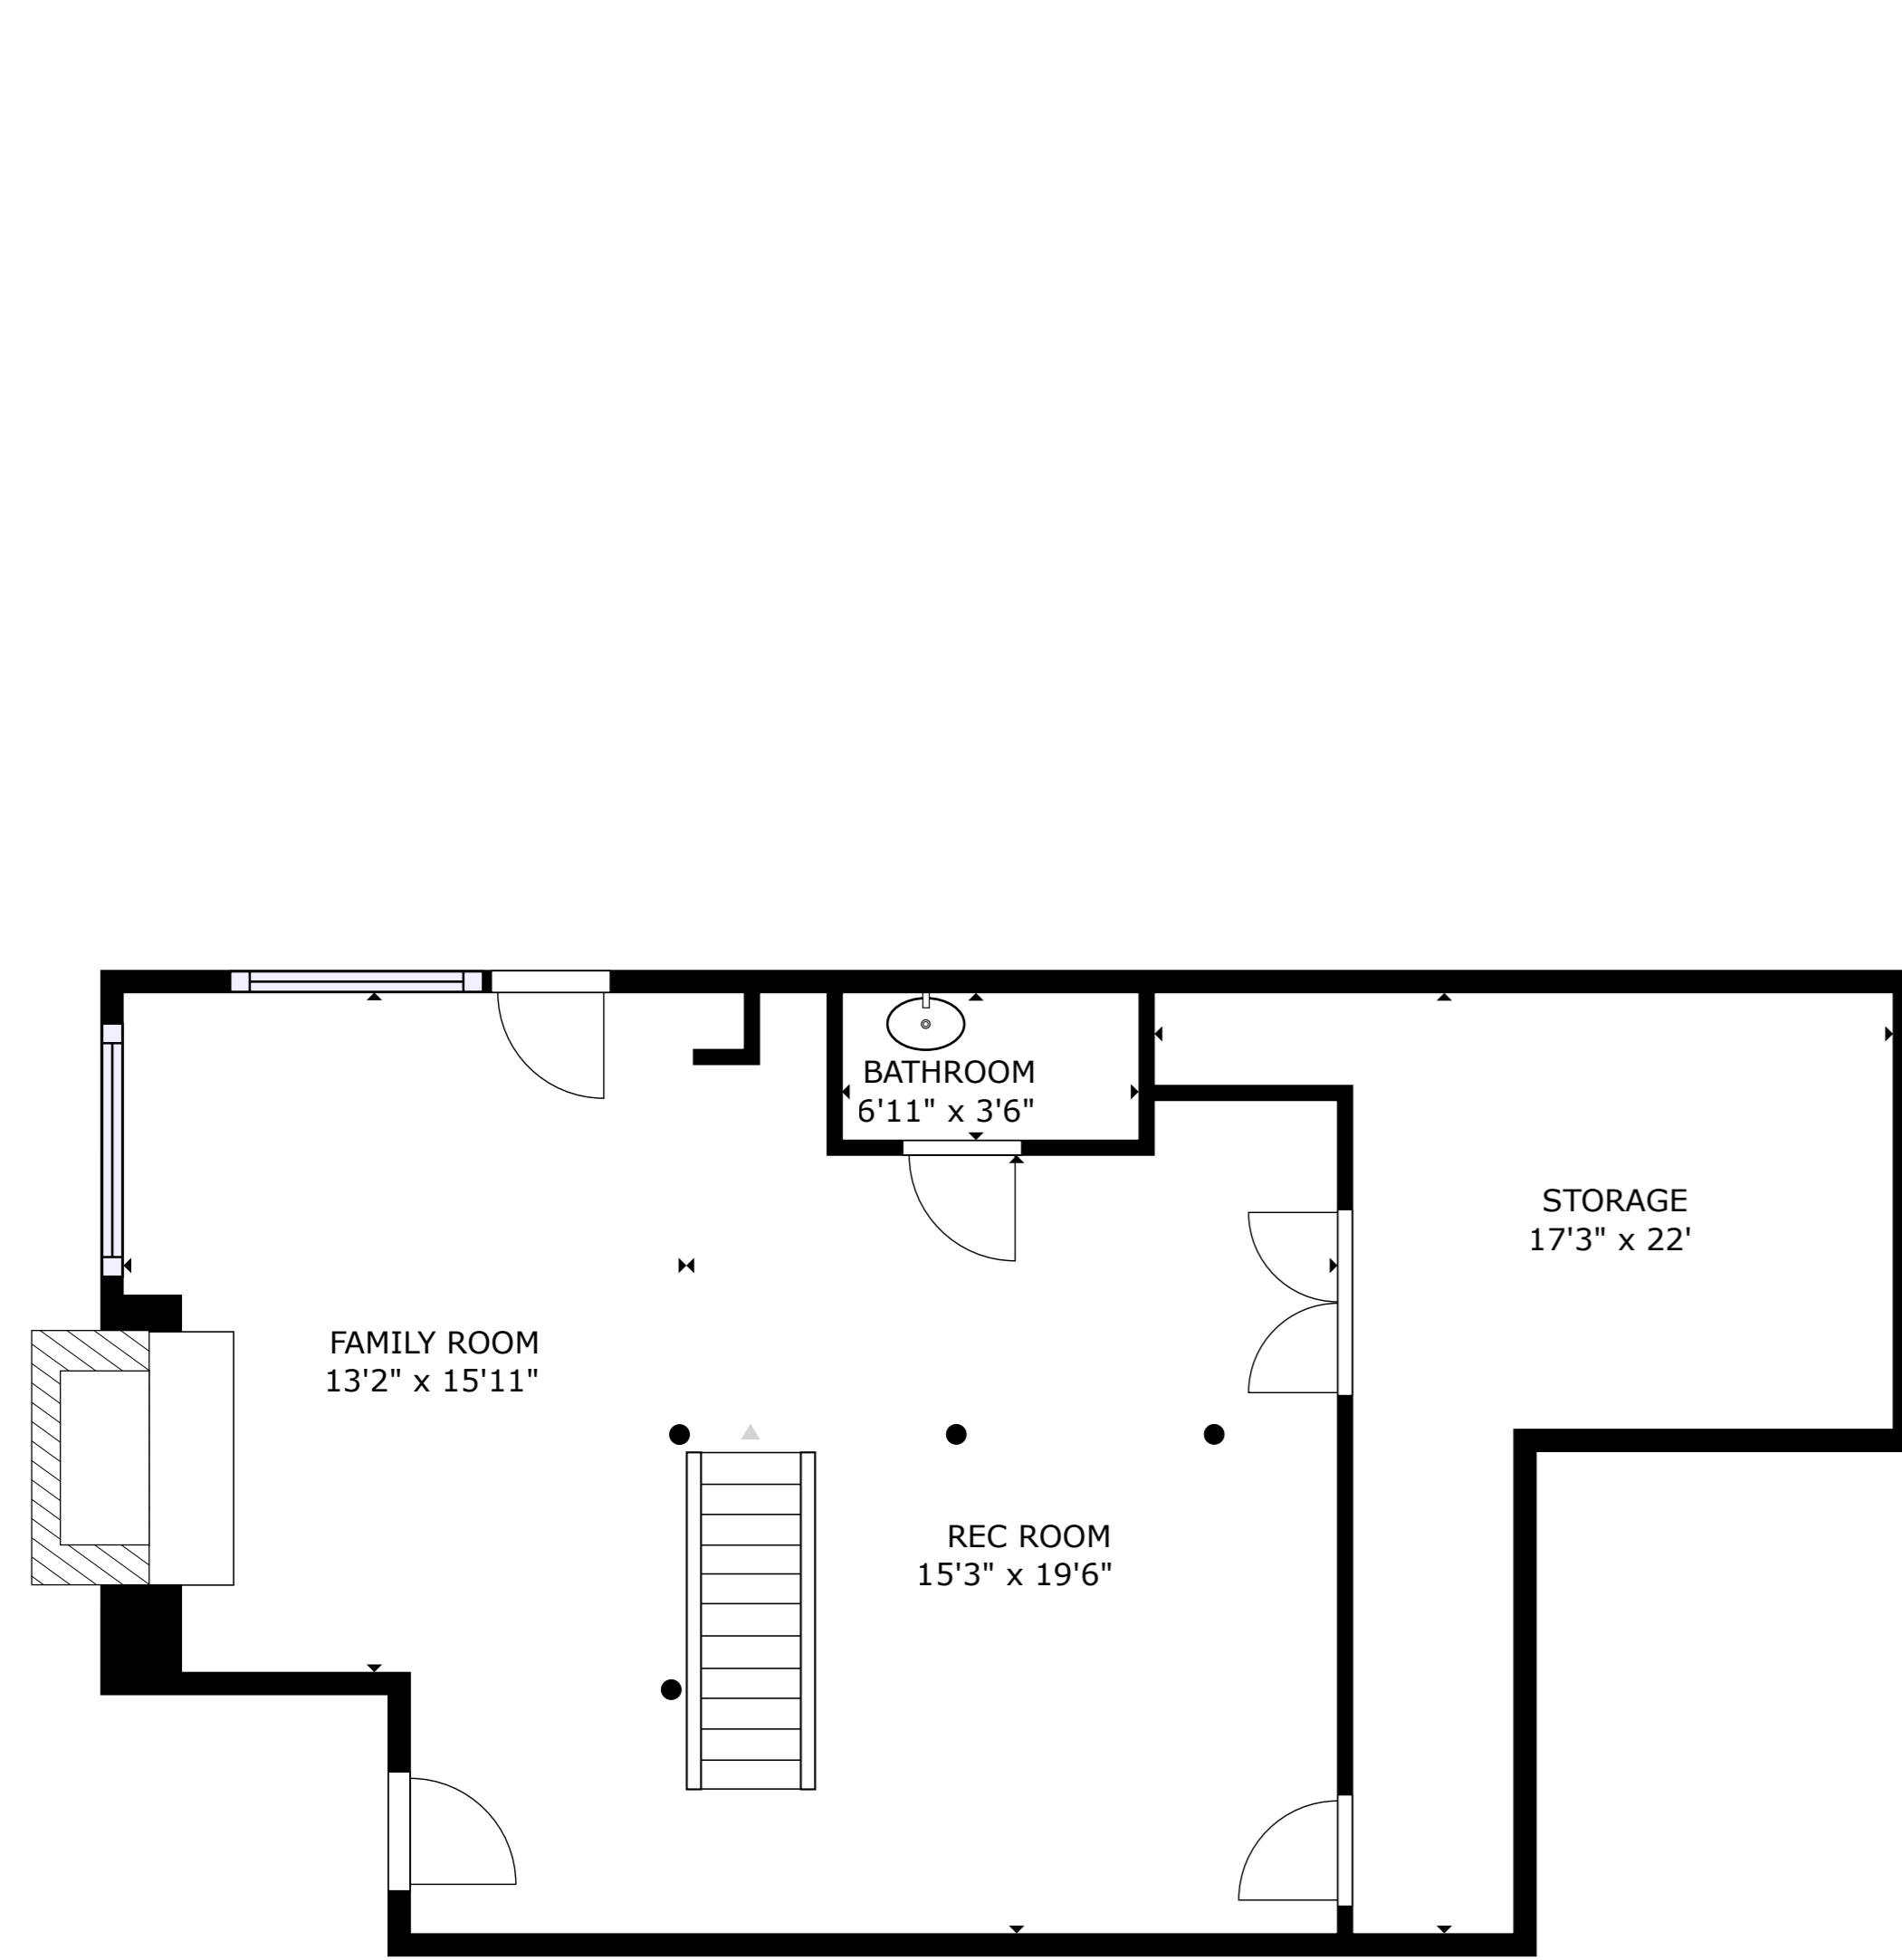 BATHROOM
6'11" x 3'6"
STORAGE
17'3" x 22'
FAMILY ROOM
13'2" x 15'11"
REC ROOM
15'3" x 19'6"